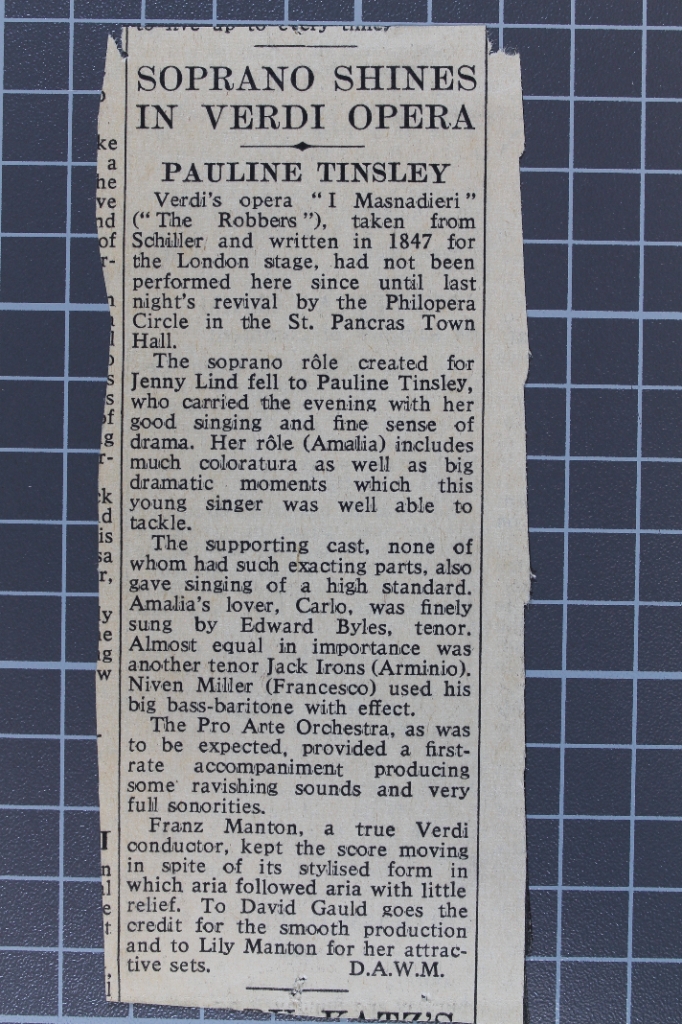 SOPRANO SHINES
IN VERDI OPERA
PAULINE TINSLEY
Verdi's opera "I Masnadieri"
("The Robbers"), taken from
Schiller and written in 1847 for
the London stage, had not been
performed here since until last
night's revival by the Philopera
Circle in the St. Pancras Town
Hall.
The soprano rôle created for
Jenny Lind fell to Pauline Tinsley,
who carried the evening with her
good singing and fine sense of
drama. Her rôle (Amalia) includes
much coloratura as well as big
dramatic moments which this
young singer was well able to
tackle.
The supporting cast, none of
whom had such exacting parts, also
gave singing of a high standard.
Amalia's lover, Carlo, was finely
sung by Edward Byles, tenor.
Almost equal in importance was
another tenor Jack Irons (Arminio).
Niven Miller (Francesco) used his
big bass-baritone with effect.
The Pro Arte Orchestra, as was
to be expected, provided a first-
rate accompaniment producing
some ravishing sounds and very
full sonorities.
Franz Manton, a true Verdi
conductor, kept the score moving
in spite of its stylised form in
which aria followed aria with little
relief. To David Gauld goes the
credit for the smooth production
and to Lily Manton for her attrac-
tive sets. D.A.W.M.
KATZ'S